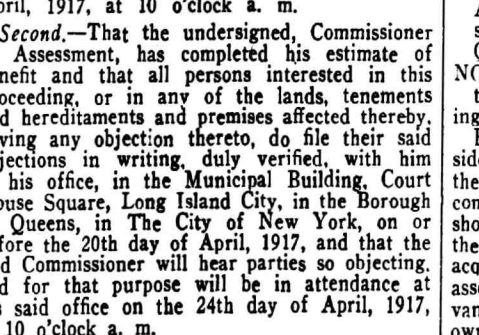 pril, 1917, at 10 o'clock a. m.
Second.—That the undersigned, Commissioner
Assessment, has completed his estimate of
nefit and that all persons interested in this
oceeding, or in any of the lands, tenements
d hereditaments and premises affected thereby,
ving any objection thereto, do file their said
jections in writing, duly verified, with him
his office, in the Municipal Building, Court
ouse Square, Long Island City, in the Borough
Queens, in The City of New York, on or
fore the 20th day of April, 1917, and that the
d Commissioner will hear parties so objecting,
d for that purpose will be in attendance at
s said office on the 24th day of April, 1917,
10 o'clock a. m.
NO
t
ing
side
the
con
sho
the
acq
asse
van
own